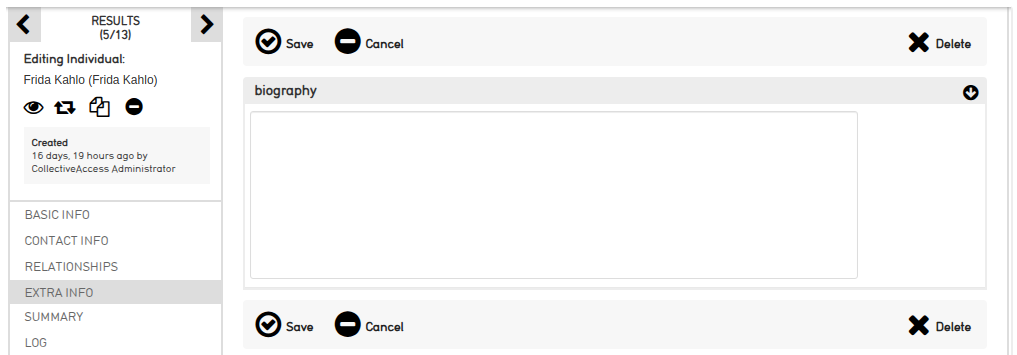 RESULTS
(5/13)
Editing Individual:
Frida Kahlo (Frida Kahlo)
Created
16 days, 19 hours ago by
CollectiveAccess Administrator
BASIC INFO
CONTACT INFO
RELATIONSHIPS
EXTRA INFO
SUMMARY
LOG
Save Cancel Delete
biography
Save Cancel Delete